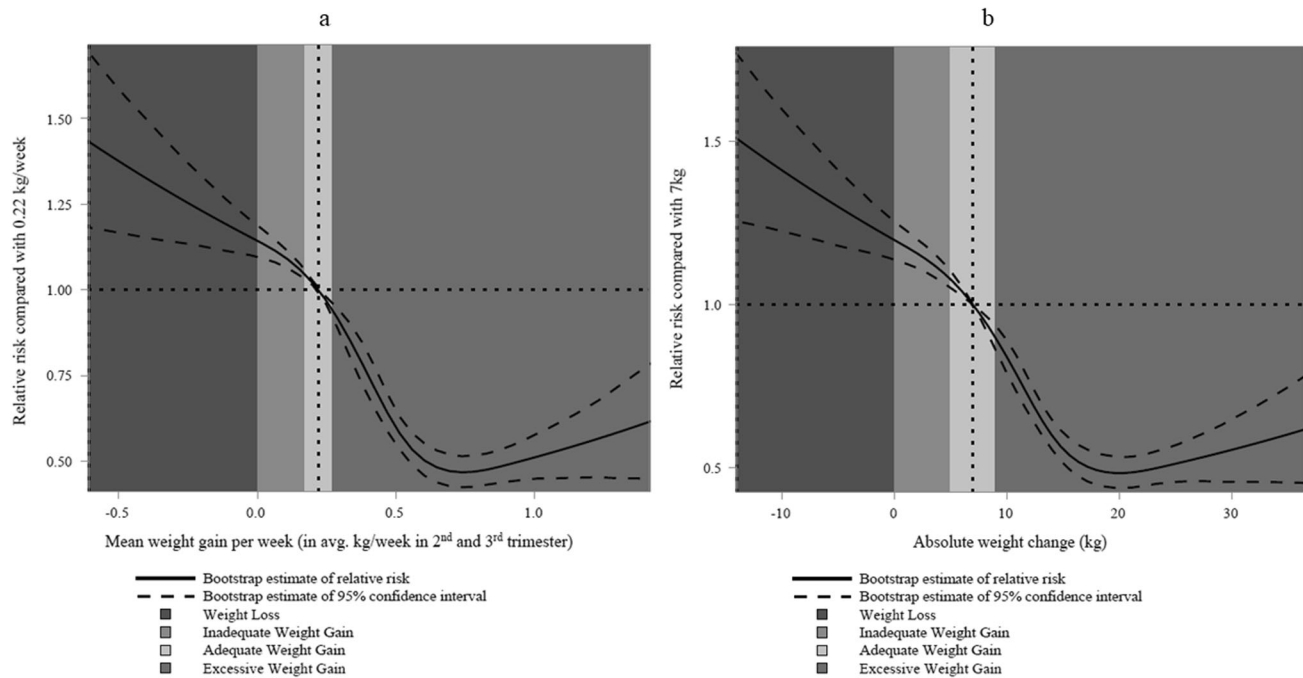 a
Relative risk compared with 0.22 kg/week
1.50
1.25
1.00
0.75
0.50
-0.5
0.0
0.5
1.0
Mean weight gain per week (in avg. kg/week in 2nd and 3rd trimester)
Bootstrap estimate of relative risk
Bootstrap estimate of 95% confidence interval
Weight Loss
Inadequate Weight Gain
Adequate Weight Gain
Excessive Weight Gain
b
Relative risk compared with 7kg
1.5
1.0
0.5
-10
0
10
20
30
Absolute weight change (kg)
Bootstrap estimate of relative risk
Bootstrap estimate of 95% confidence interval
Weight Loss
Inadequate Weight Gain
Adequate Weight Gain
Excessive Weight Gain